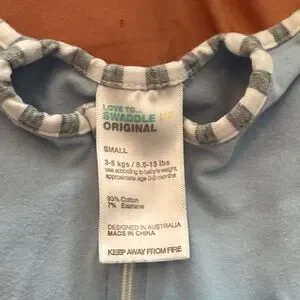 LOVE TO...
SWADDLE UP
ORIGINAL
SMALL
3-6 kgs / 6.5-13 lbs
use according to baby's weight,
approximate age 0-3 months
93% Cotton
7% Elastane
DESIGNED IN AUSTRALIA
MADE IN CHINA
KEEP AWAY FROM FIRE